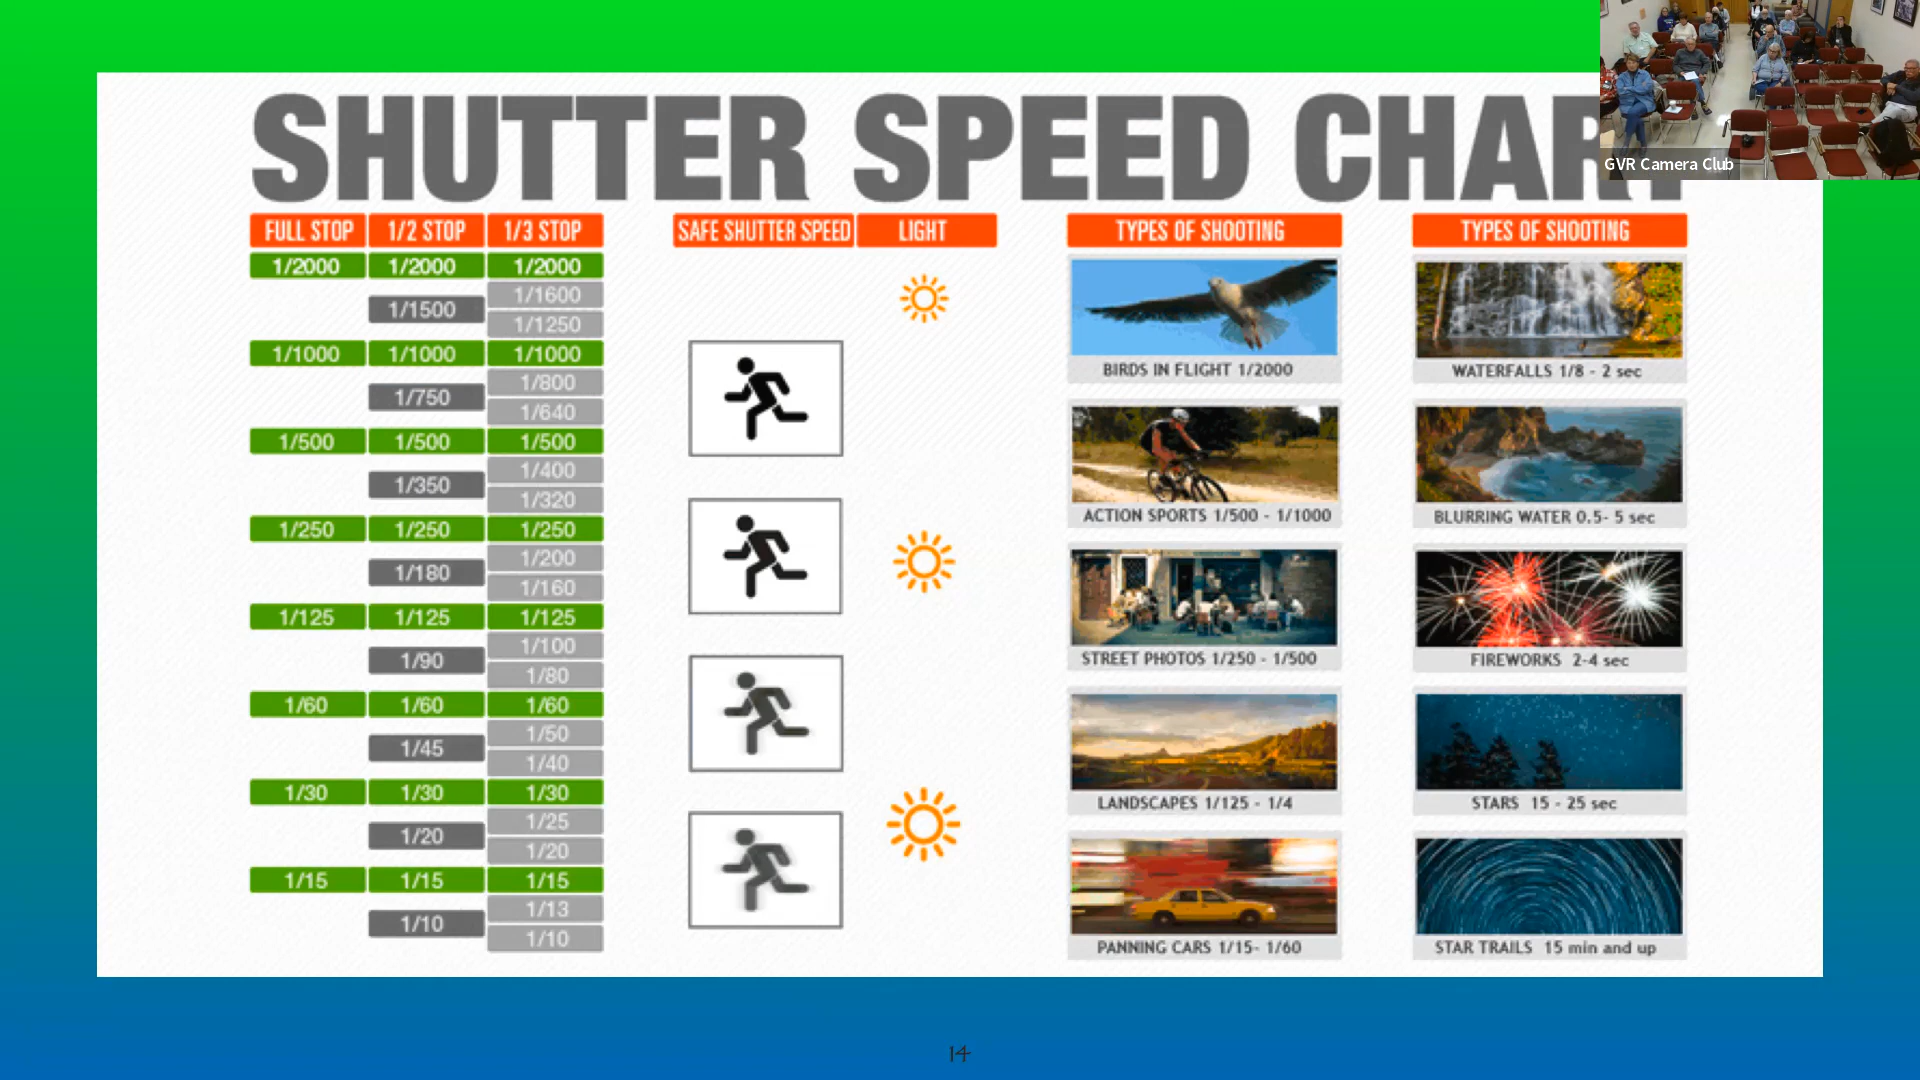 GVR Camera Club
SHUTTER SPEED CHART
FULL STOP 1/2 STOP 1/3 STOP
1/2000 1/2000 1/2000
1/1600
1/1500
1/1250
1/1000 1/1000 1/1000
1/800
1/750
1/640
1/500 1/500 1/500
1/400
1/350
1/320
1/250 1/250 1/250
1/200
1/180
1/160
1/125 1/125 1/125
1/100
1/90
1/80
1/60 1/60 1/60
1/50
1/45
1/40
1/30 1/30 1/30
1/25
1/20
1/20
1/15 1/15 1/15
1/13
1/10
1/10
SAFE SHUTTER SPEED LIGHT
TYPES OF SHOOTING
BIRDS IN FLIGHT 1/2000
ACTION SPORTS 1/500 - 1/1000
STREET PHOTOS 1/250 - 1/500
LANDSCAPES 1/125 - 1/4
PANNING CARS 1/15- 1/60
TYPES OF SHOOTING
WATERFALLS 1/8 - 2 sec
BLURRING WATER 0.5- 5 sec
FIREWORKS 2-4 sec
STARS 15 - 25 sec
STAR TRAILS 15 min and up
14